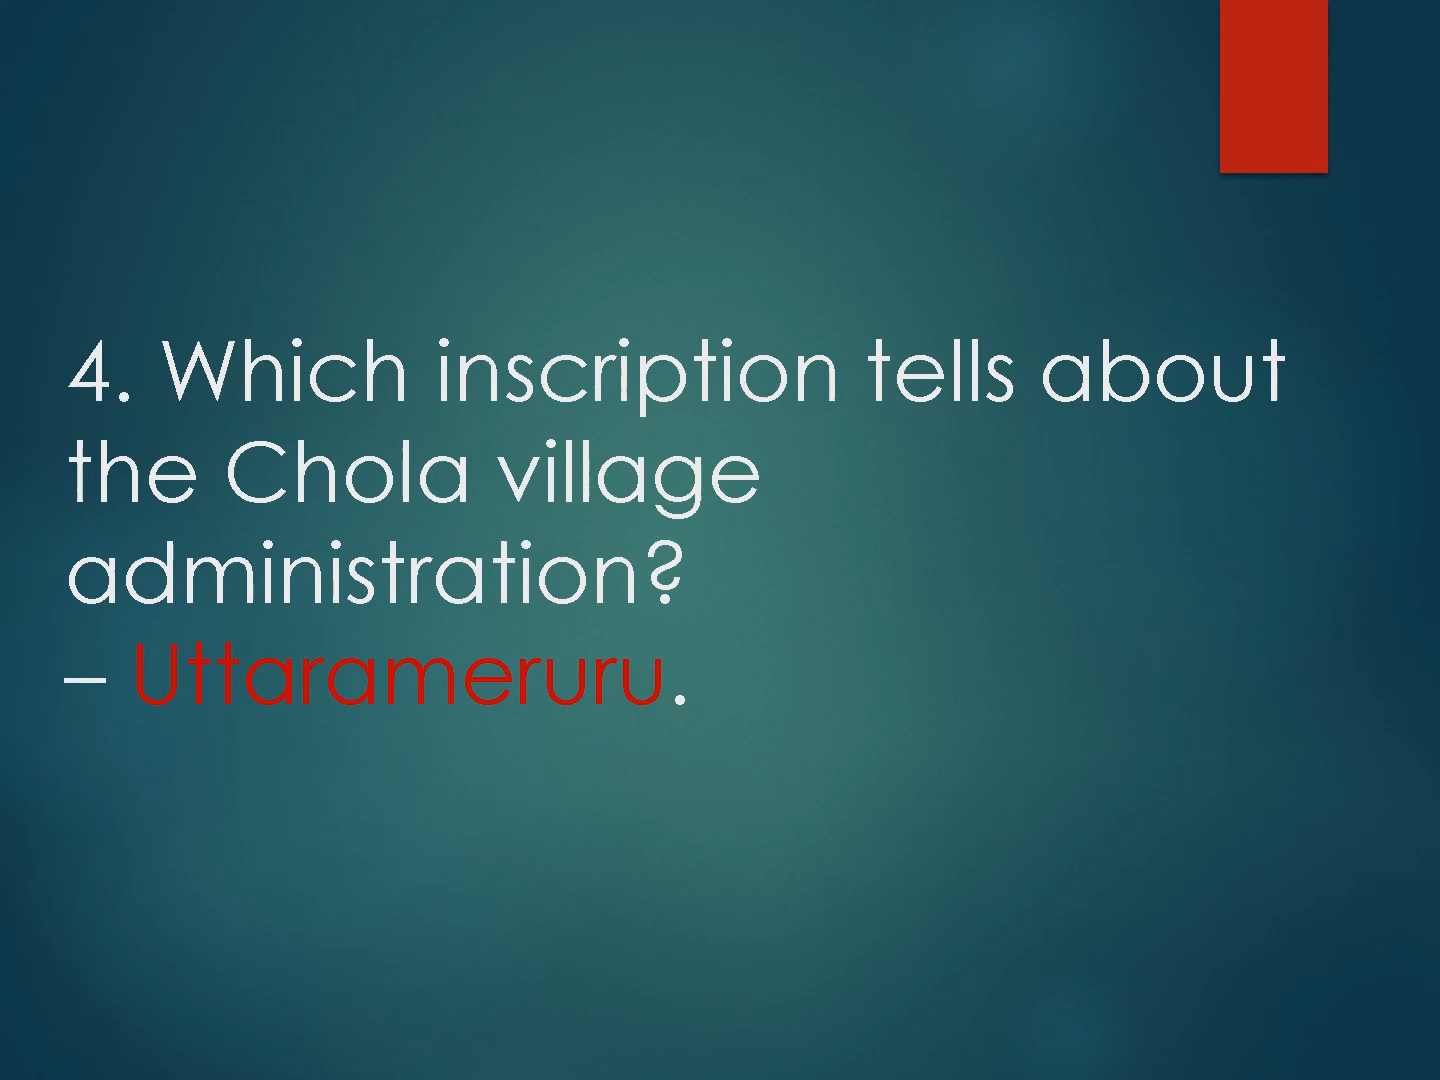 4. Which inscription tells about
the Chola village
administration?
– Uttarameruru.